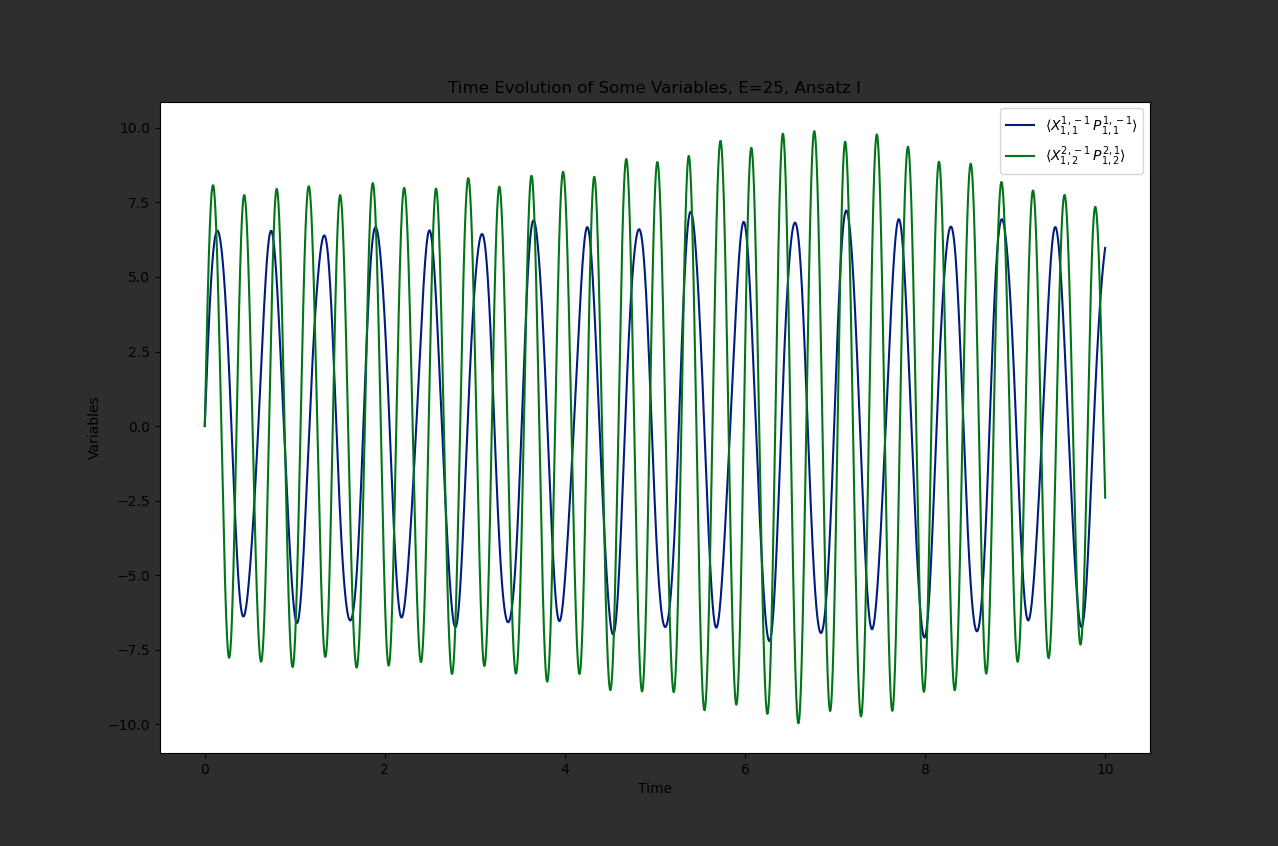 Time Evolution of Some Variables, E=25, Ansatz I
⟨X_{1,1}^{1,−1} P_{1,1}^{1,−1}⟩
⟨X_{1,2}^{2,−1} P_{1,2}^{2,1}⟩
10.0
7.5
5.0
2.5
0.0
−2.5
−5.0
−7.5
−10.0
Variables
0 2 4 6 8 10
Time